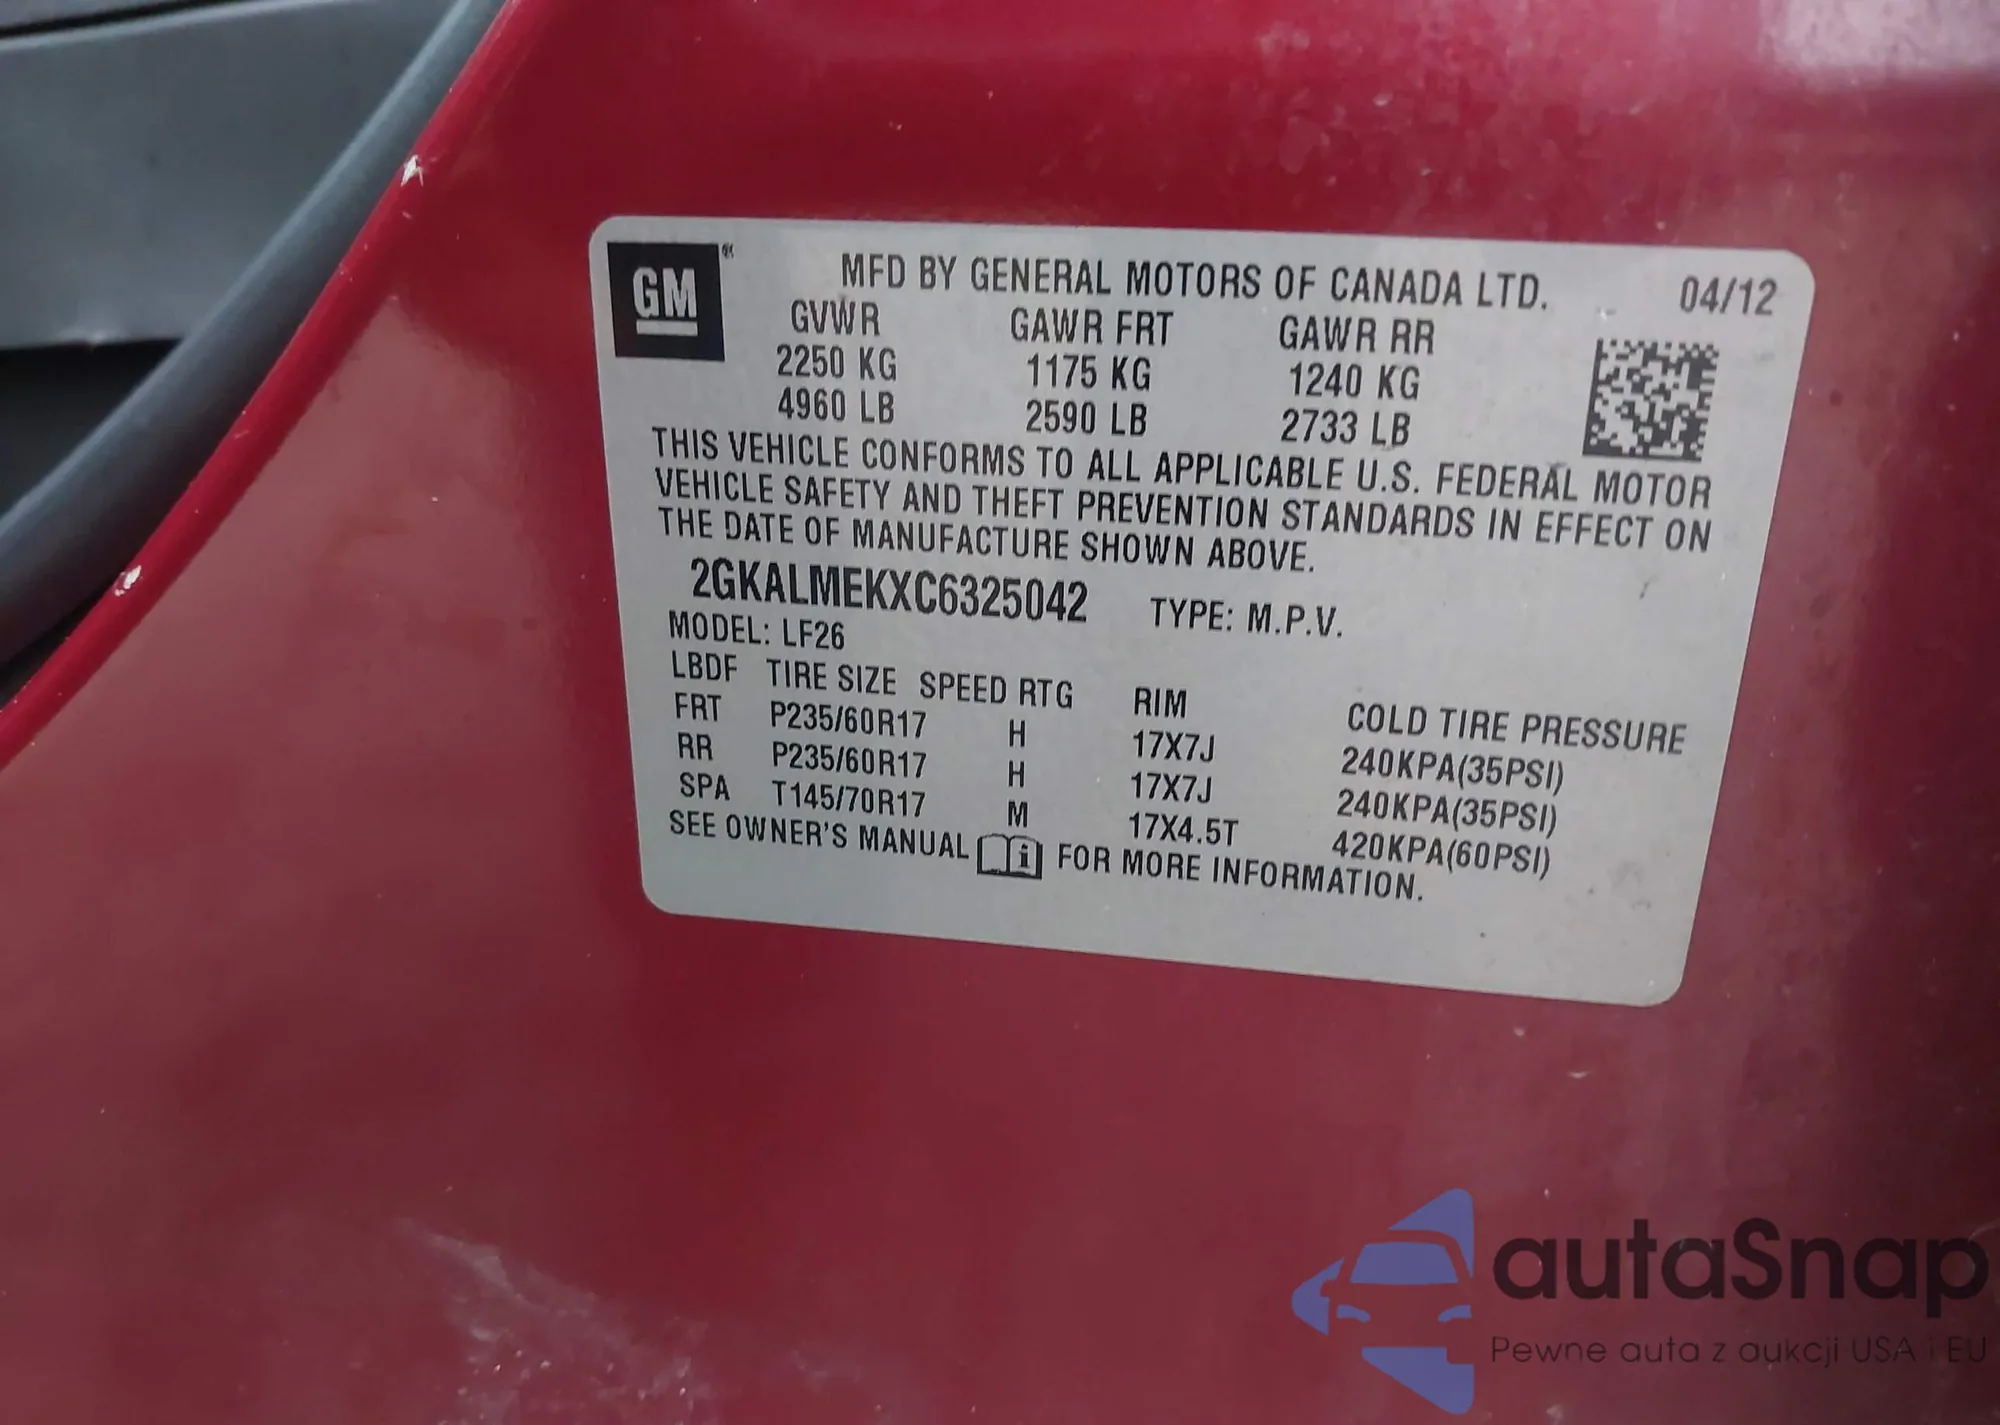 GM®
MFD BY GENERAL MOTORS OF CANADA LTD. 04/12
GVWR GAWR FRT GAWR RR
2250 KG 1175 KG 1240 KG
4960 LB 2590 LB 2733 LB
THIS VEHICLE CONFORMS TO ALL APPLICABLE U.S. FEDERAL MOTOR
VEHICLE SAFETY AND THEFT PREVENTION STANDARDS IN EFFECT ON
THE DATE OF MANUFACTURE SHOWN ABOVE.
2GKALMEKXC6325042 TYPE: M.P.V.
MODEL: LF26
LBDF TIRE SIZE SPEED RTG RIM COLD TIRE PRESSURE
FRT P235/60R17 H 17X7J 240KPA(35PSI)
RR P235/60R17 H 17X7J 240KPA(35PSI)
SPA T145/70R17 M 17X4.5T 420KPA(60PSI)
SEE OWNER'S MANUAL i FOR MORE INFORMATION.
autaSnap
Pewne auta z aukcji USA i EU